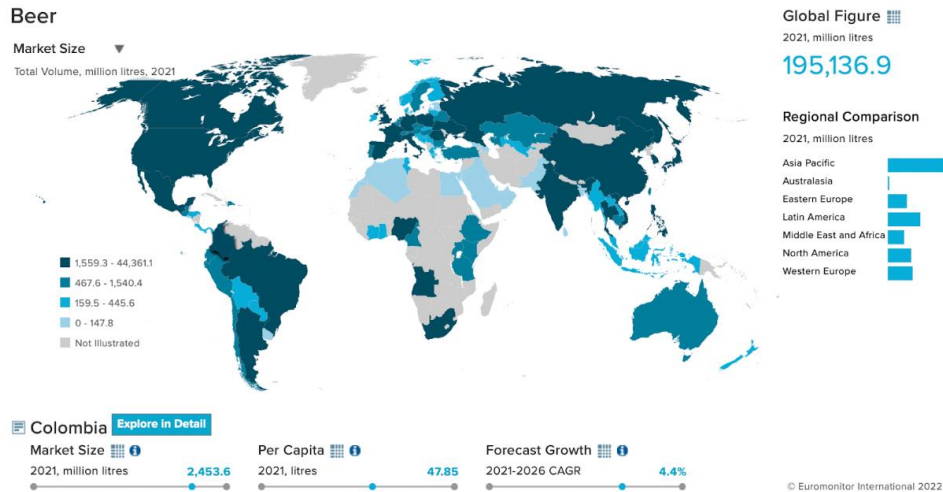 Beer
Market Size
Total Volume, million litres, 2021
1,559.3 - 44,361.1
467.6 - 1,540.4
159.5 - 445.6
0 - 147.8
Not Illustrated
Global Figure
2021, million litres
195,136.9
Regional Comparison
2021, million litres
Asia Pacific
Australasia
Eastern Europe
Latin America
Middle East and Africa
North America
Western Europe
Colombia Explore in Detail
Market Size
2021, million litres 2,453.6
Per Capita
2021, litres 47.85
Forecast Growth
2021-2026 CAGR 4.4%
© Euromonitor International 2022